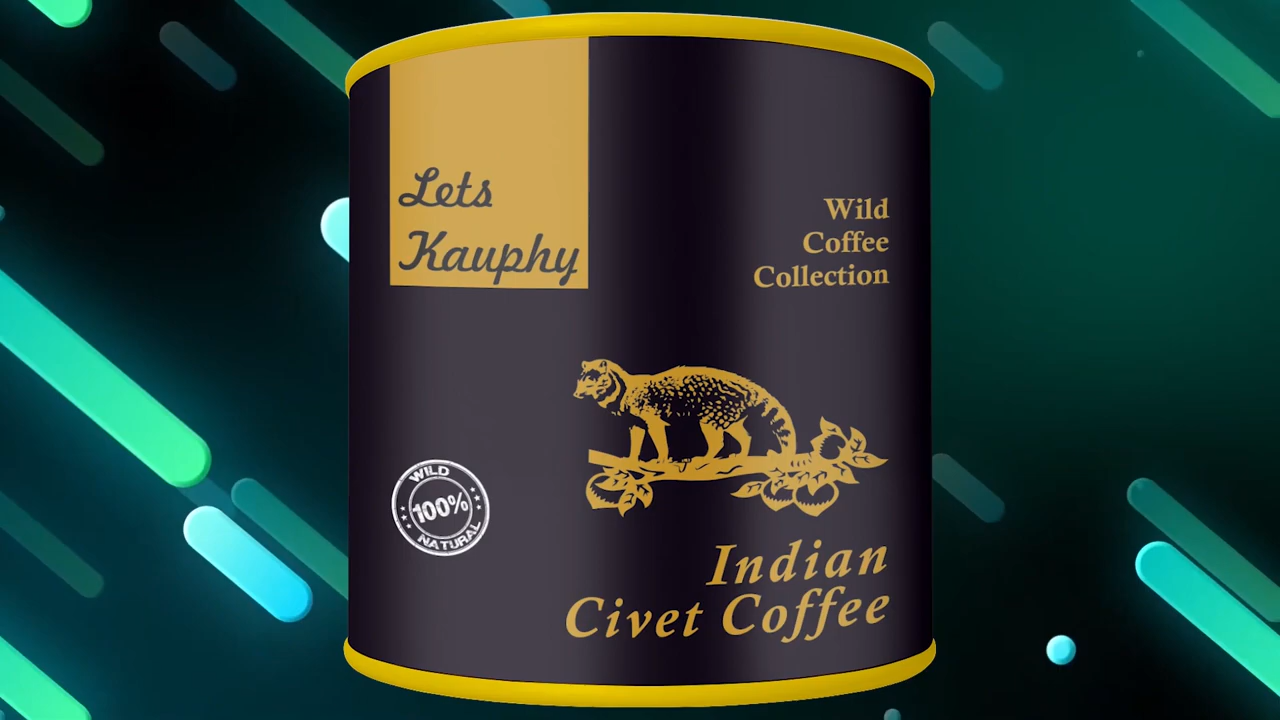 Lets
Kauphy
Wild
Coffee
Collection
WILD
100%
NATURAL
Indian
Civet Coffee